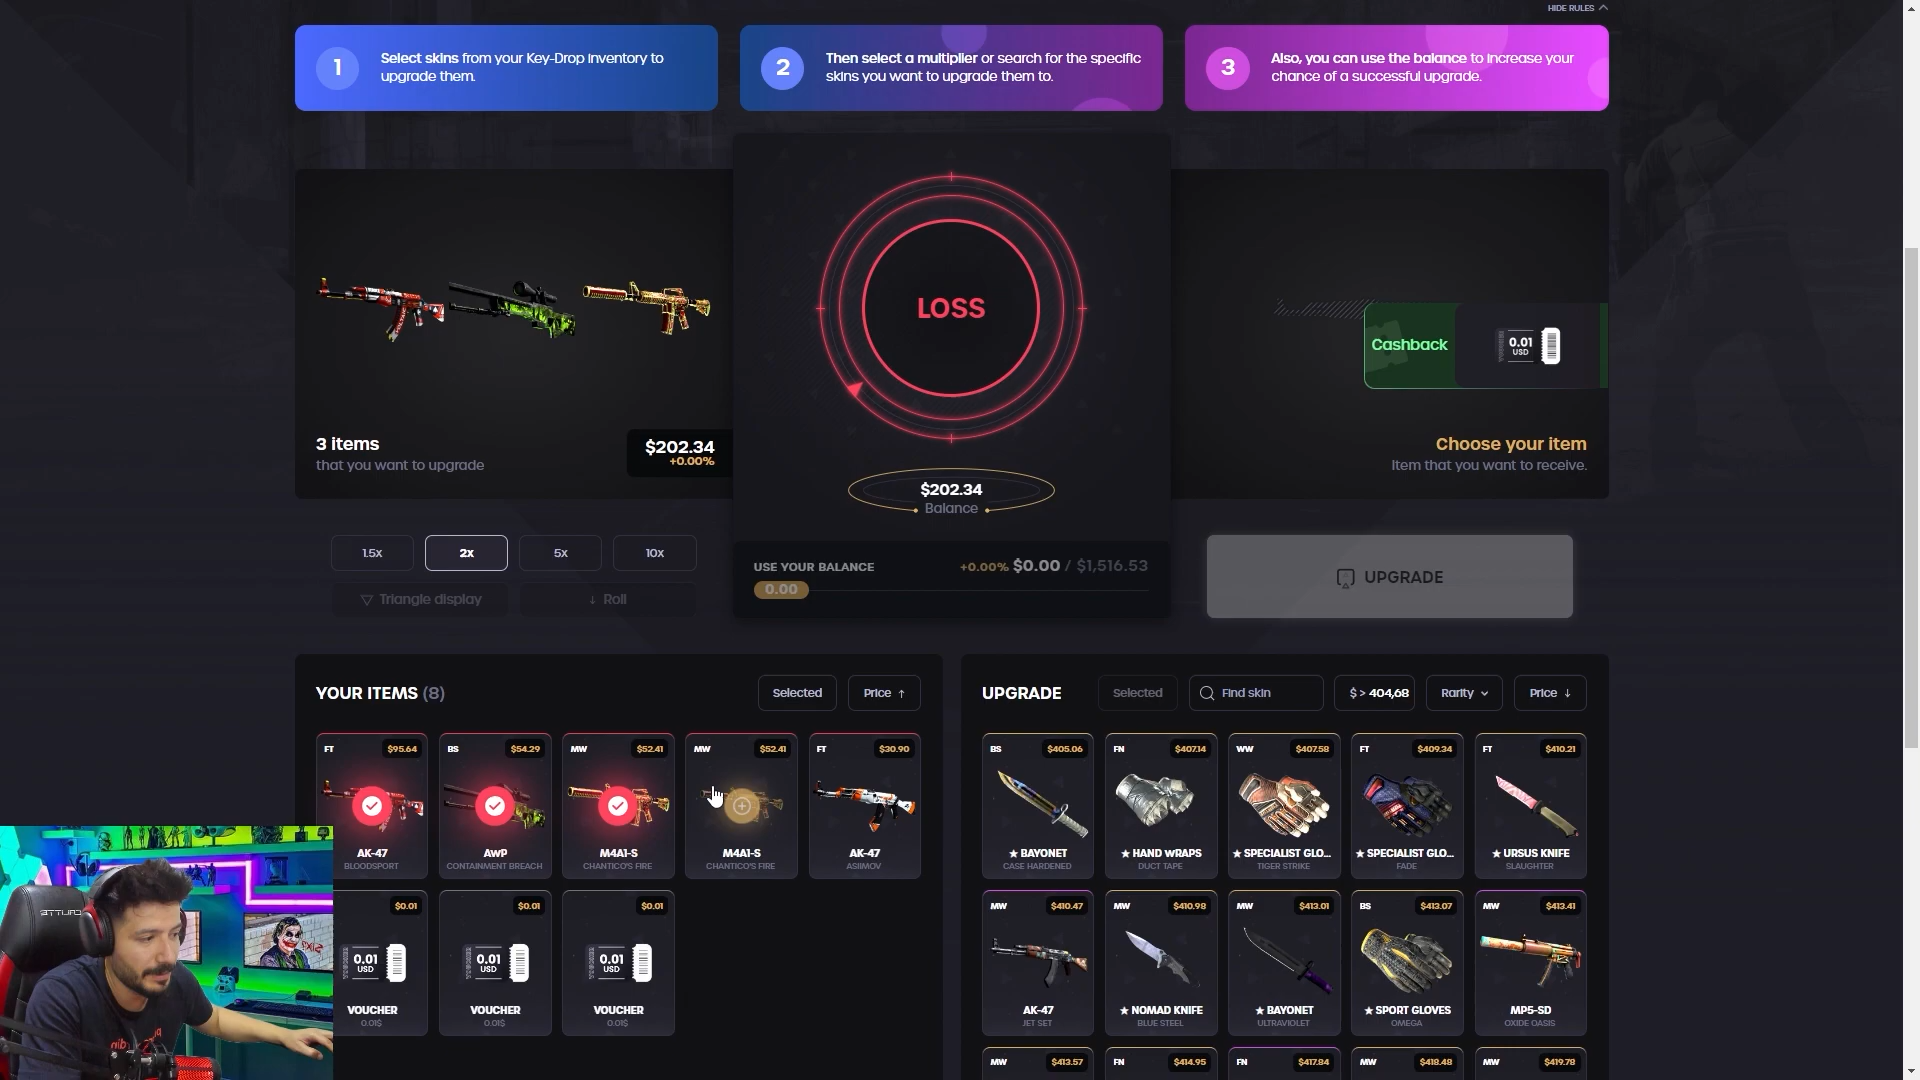 HIDE RULES
1
Select skins from your Key-Drop inventory to
upgrade them.
2
Then select a multiplier or search for the specific
skins you want to upgrade them to.
3
Also, you can use the balance to increase your
chance of a successful upgrade.
LOSS
Cashback
0.01
USD
3 items
that you want to upgrade
$202.34
+0.00%
$202.34
Balance
Choose your item
Item that you want to receive.
1.5x
2x
5x
10x
Triangle display
Roll
USE YOUR BALANCE
+0.00% $0.00 / $1,516.53
0.00
UPGRADE
YOUR ITEMS (8)
Selected
Price ↑
FT $95.64
AK-47
BLOODSPORT
BS $54.29
AWP
CONTAINMENT BREACH
MW $52.41
M4A1-S
CHANTICO'S FIRE
MW $52.41
M4A1-S
CHANTICO'S FIRE
FT $30.90
AK-47
ASIIMOV
$0.01
0.01
USD
VOUCHER
0.01$
$0.01
0.01
USD
VOUCHER
0.01$
$0.01
0.01
USD
VOUCHER
0.01$
UPGRADE
Selected
Find skin
$ > 404,68
Rarity
Price ↓
BS $405.06
★ BAYONET
CASE HARDENED
FN $407.14
★ HAND WRAPS
DUCT TAPE
WW $407.58
★ SPECIALIST GLO...
TIGER STRIKE
FT $409.34
★ SPECIALIST GLO...
FADE
FT $410.21
★ URSUS KNIFE
SLAUGHTER
MW $410.47
AK-47
JET SET
MW $410.98
★ NOMAD KNIFE
BLUE STEEL
MW $413.01
★ BAYONET
ULTRAVIOLET
BS $413.07
★ SPORT GLOVES
OMEGA
MW $413.41
MP5-SD
OXIDE OASIS
MW $413.57
FN $414.95
FN $417.84
MW $418.48
MW $419.78